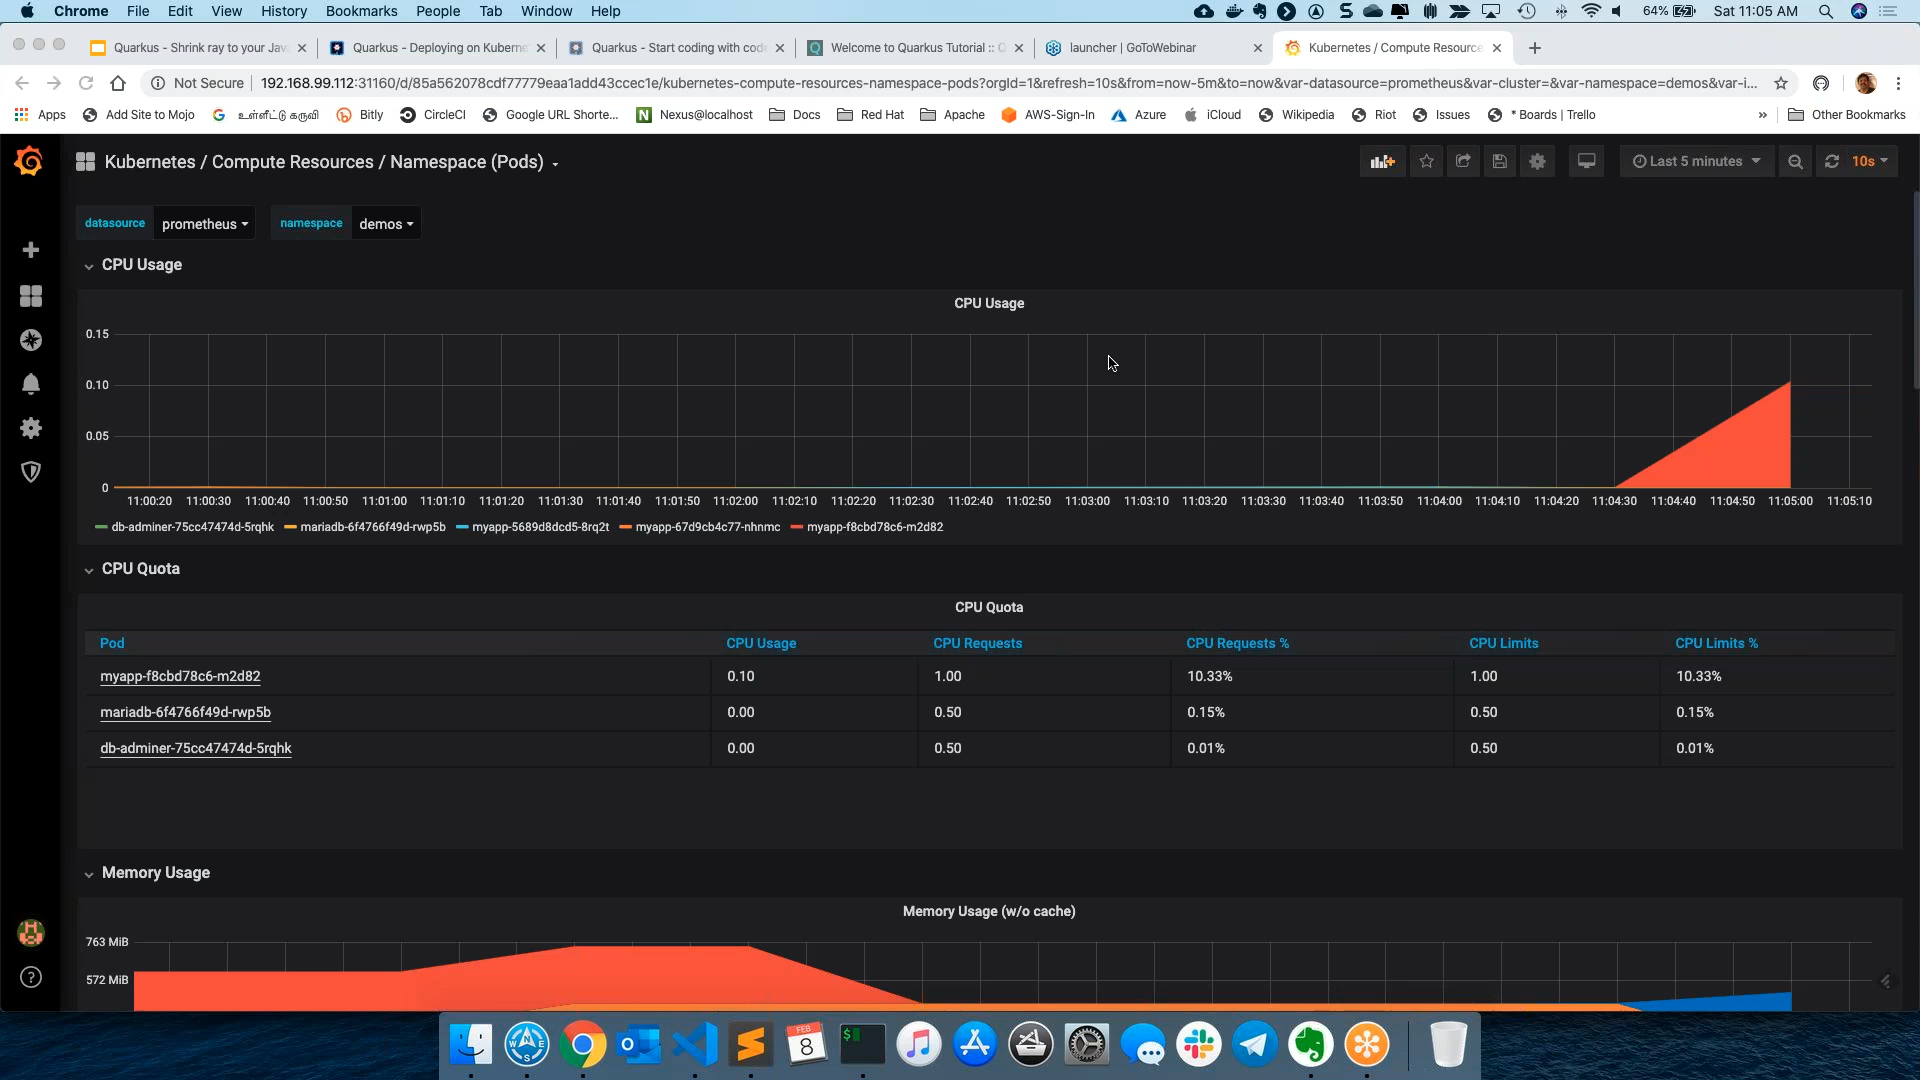 Chrome File Edit View History Bookmarks People Tab Window Help 64% Sat 11:05 AM
Quarkus - Shrink ray to your Jav Quarkus - Deploying on Kuberne Quarkus - Start coding with cod Welcome to Quarkus Tutorial :: launcher | GoToWebinar Kubernetes / Compute Resource
Not Secure 192.168.99.112:31160/d/85a562078cdf77779eaa1add43ccec1e/kubernetes-compute-resources-namespace-pods?orgId=1&refresh=10s&from=now-5m&to=now&var-datasource=prometheus&var-cluster=&var-namespace=demos&var-i...
Apps Add Site to Mojo உள்ளீட்டு கருவி Bitly CircleCI Google URL Shorte... Nexus@localhost Docs Red Hat Apache AWS-Sign-In Azure iCloud Wikipedia Riot Issues * Boards | Trello » Other Bookmarks
Kubernetes / Compute Resources / Namespace (Pods) Last 5 minutes 10s
datasource prometheus namespace demos
CPU Usage
CPU Usage
0.15
0.10
0.05
0
11:00:20 11:00:30 11:00:40 11:00:50 11:01:00 11:01:10 11:01:20 11:01:30 11:01:40 11:01:50 11:02:00 11:02:10 11:02:20 11:02:30 11:02:40 11:02:50 11:03:00 11:03:10 11:03:20 11:03:30 11:03:40 11:03:50 11:04:00 11:04:10 11:04:20 11:04:30 11:04:40 11:04:50 11:05:00 11:05:10
db-adminer-75cc47474d-5rqhk mariadb-6f4766f49d-rwp5b myapp-5689d8dcd5-8rq2t myapp-67d9cb4c77-nhnmc myapp-f8cbd78c6-m2d82
CPU Quota
CPU Quota
Pod CPU Usage CPU Requests CPU Requests % CPU Limits CPU Limits %
myapp-f8cbd78c6-m2d82 0.10 1.00 10.33% 1.00 10.33%
mariadb-6f4766f49d-rwp5b 0.00 0.50 0.15% 0.50 0.15%
db-adminer-75cc47474d-5rqhk 0.00 0.50 0.01% 0.50 0.01%
Memory Usage
Memory Usage (w/o cache)
763 MiB
572 MiB
FEB
8